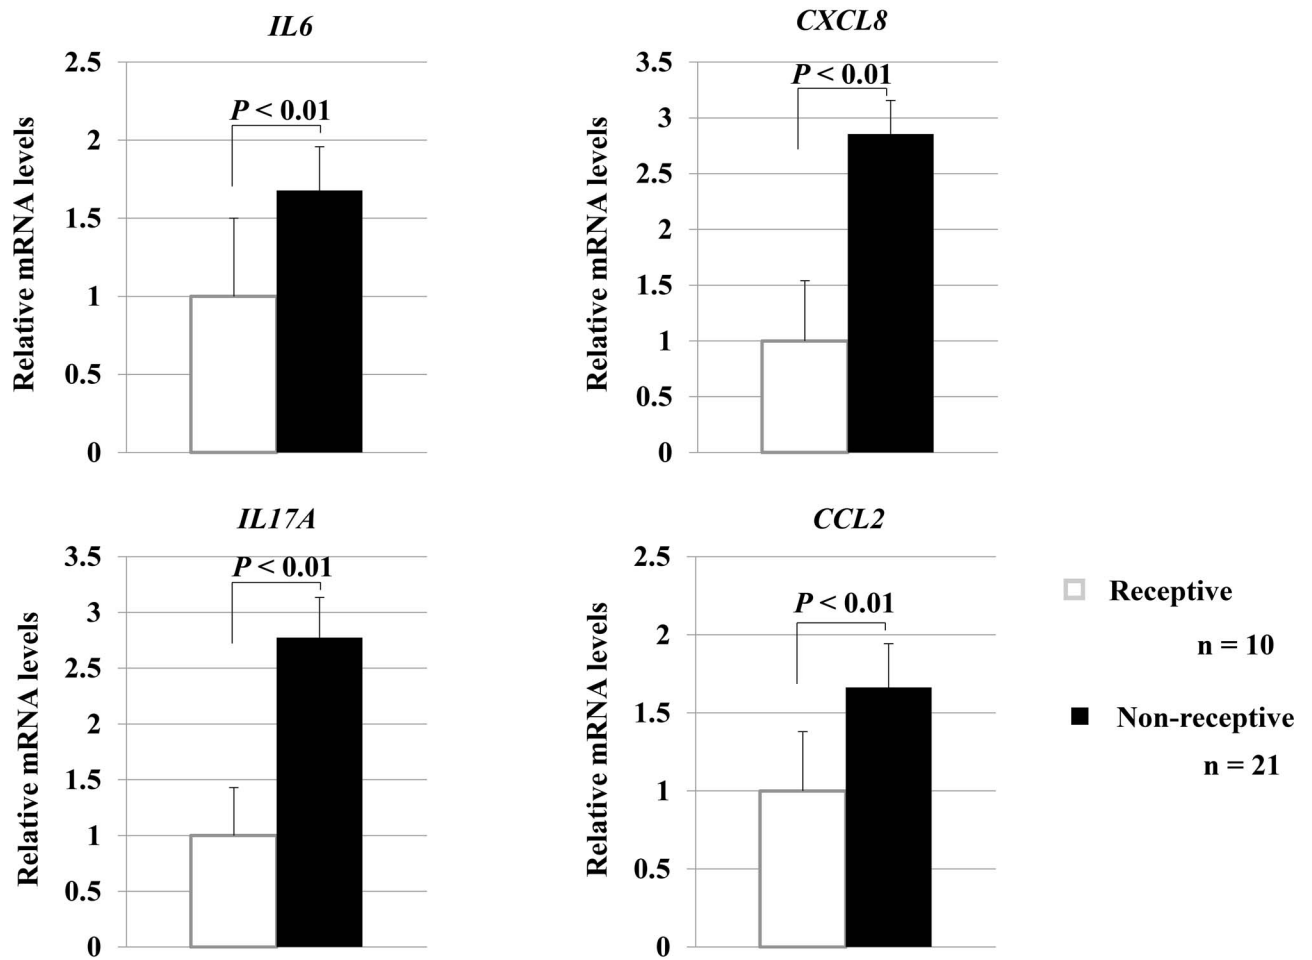 IL6
P < 0.01
Relative mRNA levels
2.5
2
1.5
1
0.5
0
CXCL8
P < 0.01
Relative mRNA levels
3.5
3
2.5
2
1.5
1
0.5
0
IL17A
P < 0.01
Relative mRNA levels
3.5
3
2.5
2
1.5
1
0.5
0
CCL2
P < 0.01
Relative mRNA levels
2.5
2
1.5
1
0.5
0
Receptive
n = 10
Non-receptive
n = 21